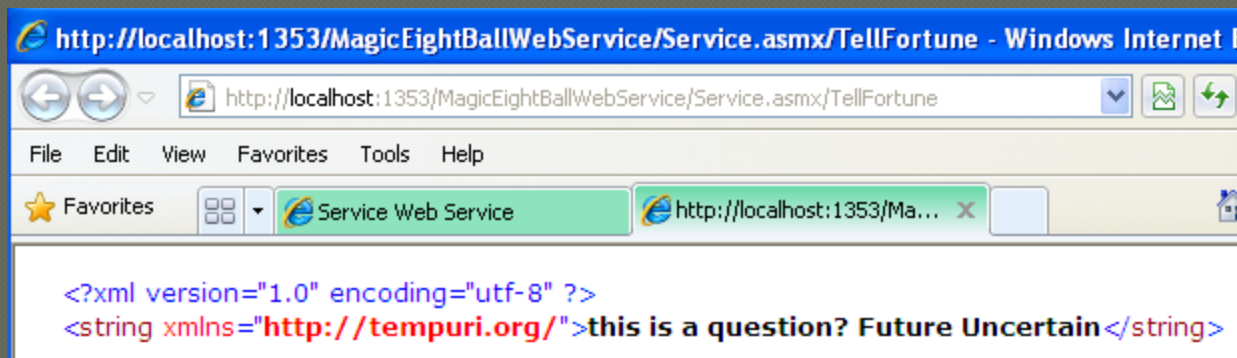 http://localhost:1353/MagicEightBallWebService/Service.asmx/TellFortune - Windows Internet
http://localhost:1353/MagicEightBallWebService/Service.asmx/TellFortune
File Edit View Favorites Tools Help
Favorites Service Web Service http://localhost:1353/Ma...
<?xml version="1.0" encoding="utf-8" ?>
<string xmlns="http://tempuri.org/">this is a question? Future Uncertain</string>